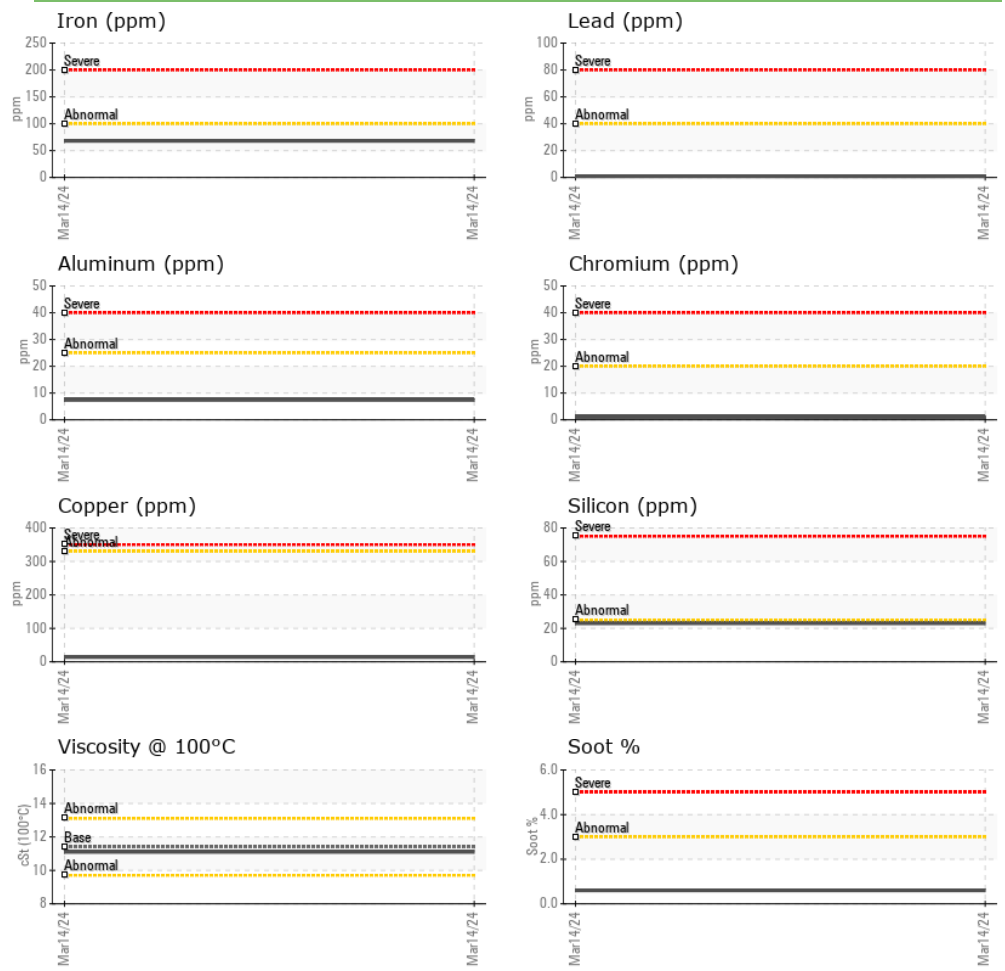 Iron (ppm)
250
200
150
100
50
0
ppm
Severe
Abnormal
Mar14/24
Mar14/24
Lead (ppm)
100
80
60
40
20
0
ppm
Severe
Abnormal
Mar14/24
Mar14/24
Aluminum (ppm)
50
40
30
20
10
0
ppm
Severe
Abnormal
Mar14/24
Mar14/24
Chromium (ppm)
50
40
30
20
10
0
ppm
Severe
Abnormal
Mar14/24
Mar14/24
Copper (ppm)
400
300
200
100
0
ppm
Severe
Abnormal
Mar14/24
Mar14/24
Silicon (ppm)
80
60
40
20
0
ppm
Severe
Abnormal
Mar14/24
Mar14/24
Viscosity @ 100°C
16
14
12
10
8
cSt (100°C)
Abnormal
Base
Abnormal
Mar14/24
Mar14/24
Soot %
6.0
4.0
2.0
0.0
Soot %
Severe
Abnormal
Mar14/24
Mar14/24